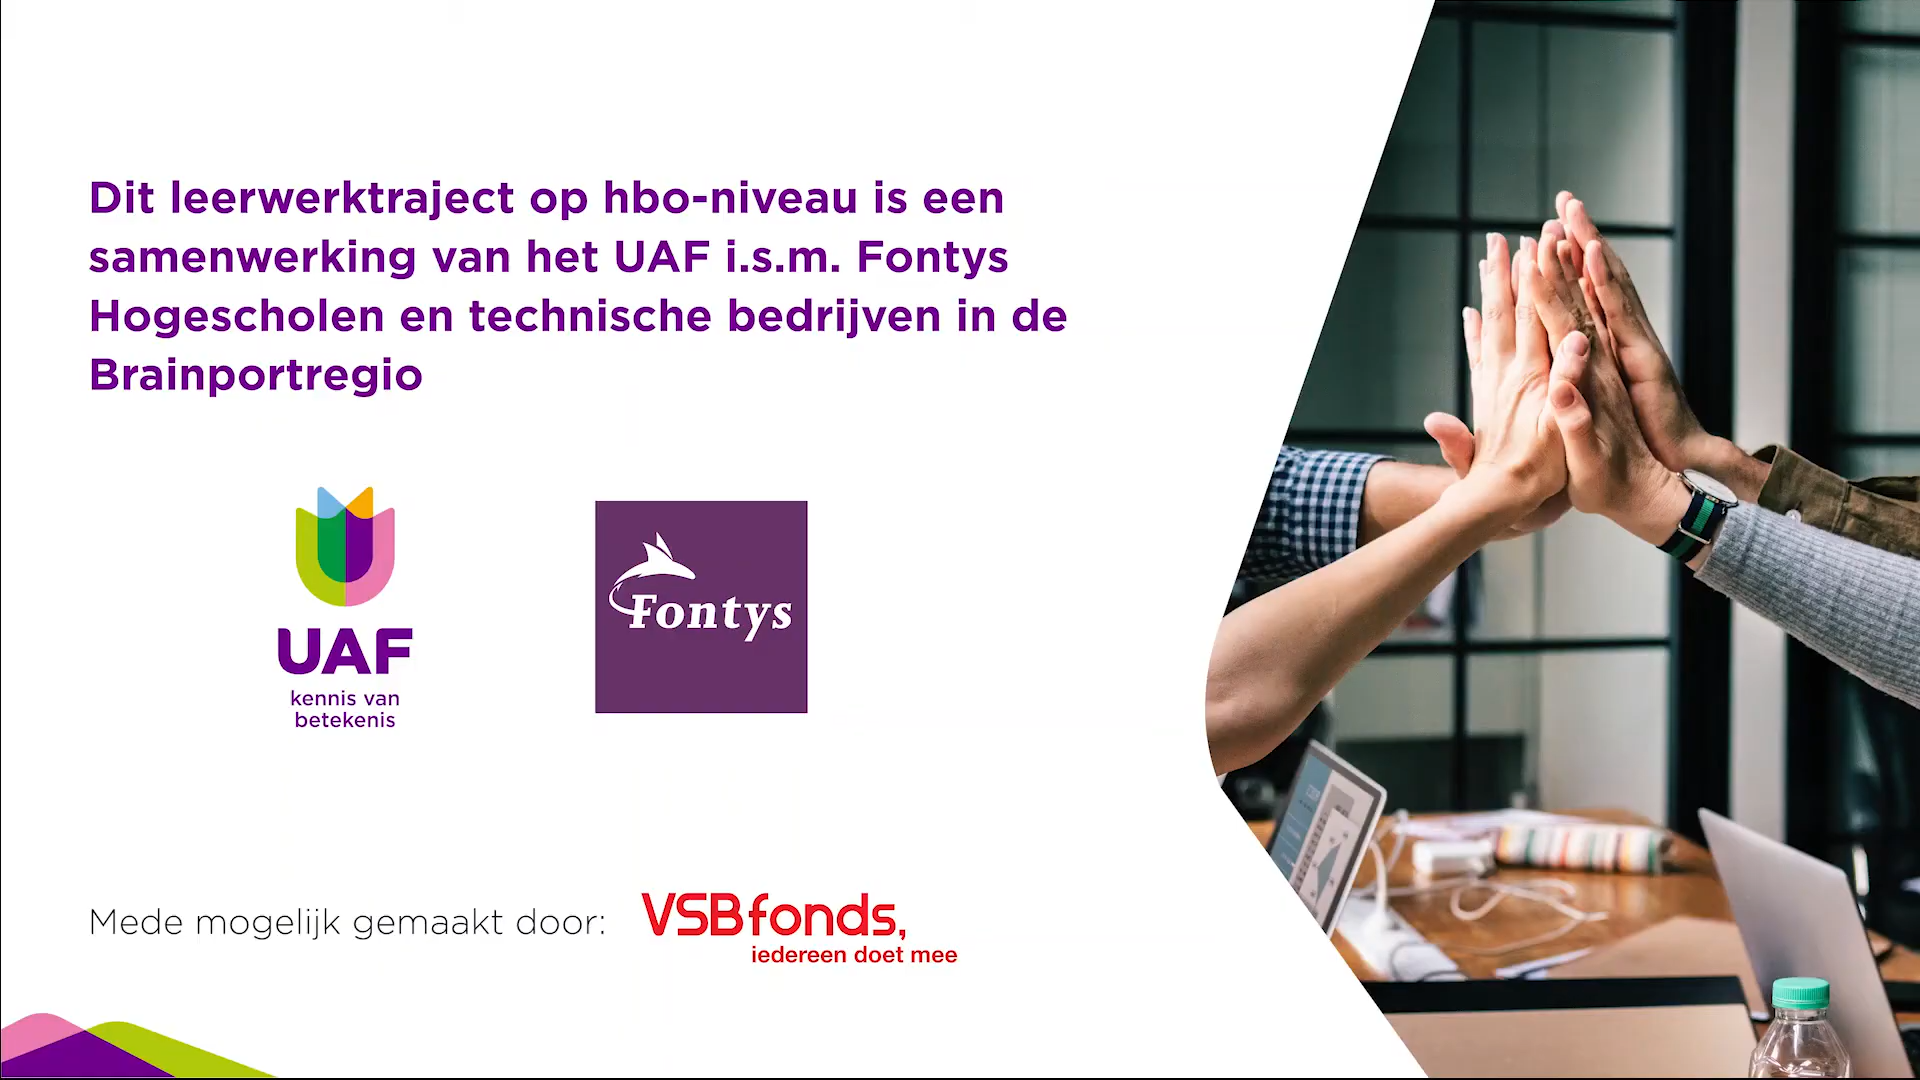 Dit leerwerktraject op hbo-niveau is een
samenwerking van het UAF i.s.m. Fontys
Hogescholen en technische bedrijven in de
Brainportregio
UAF
kennis van
betekenis
Fontys
Mede mogelijk gemaakt door:
VSBfonds,
iedereen doet mee